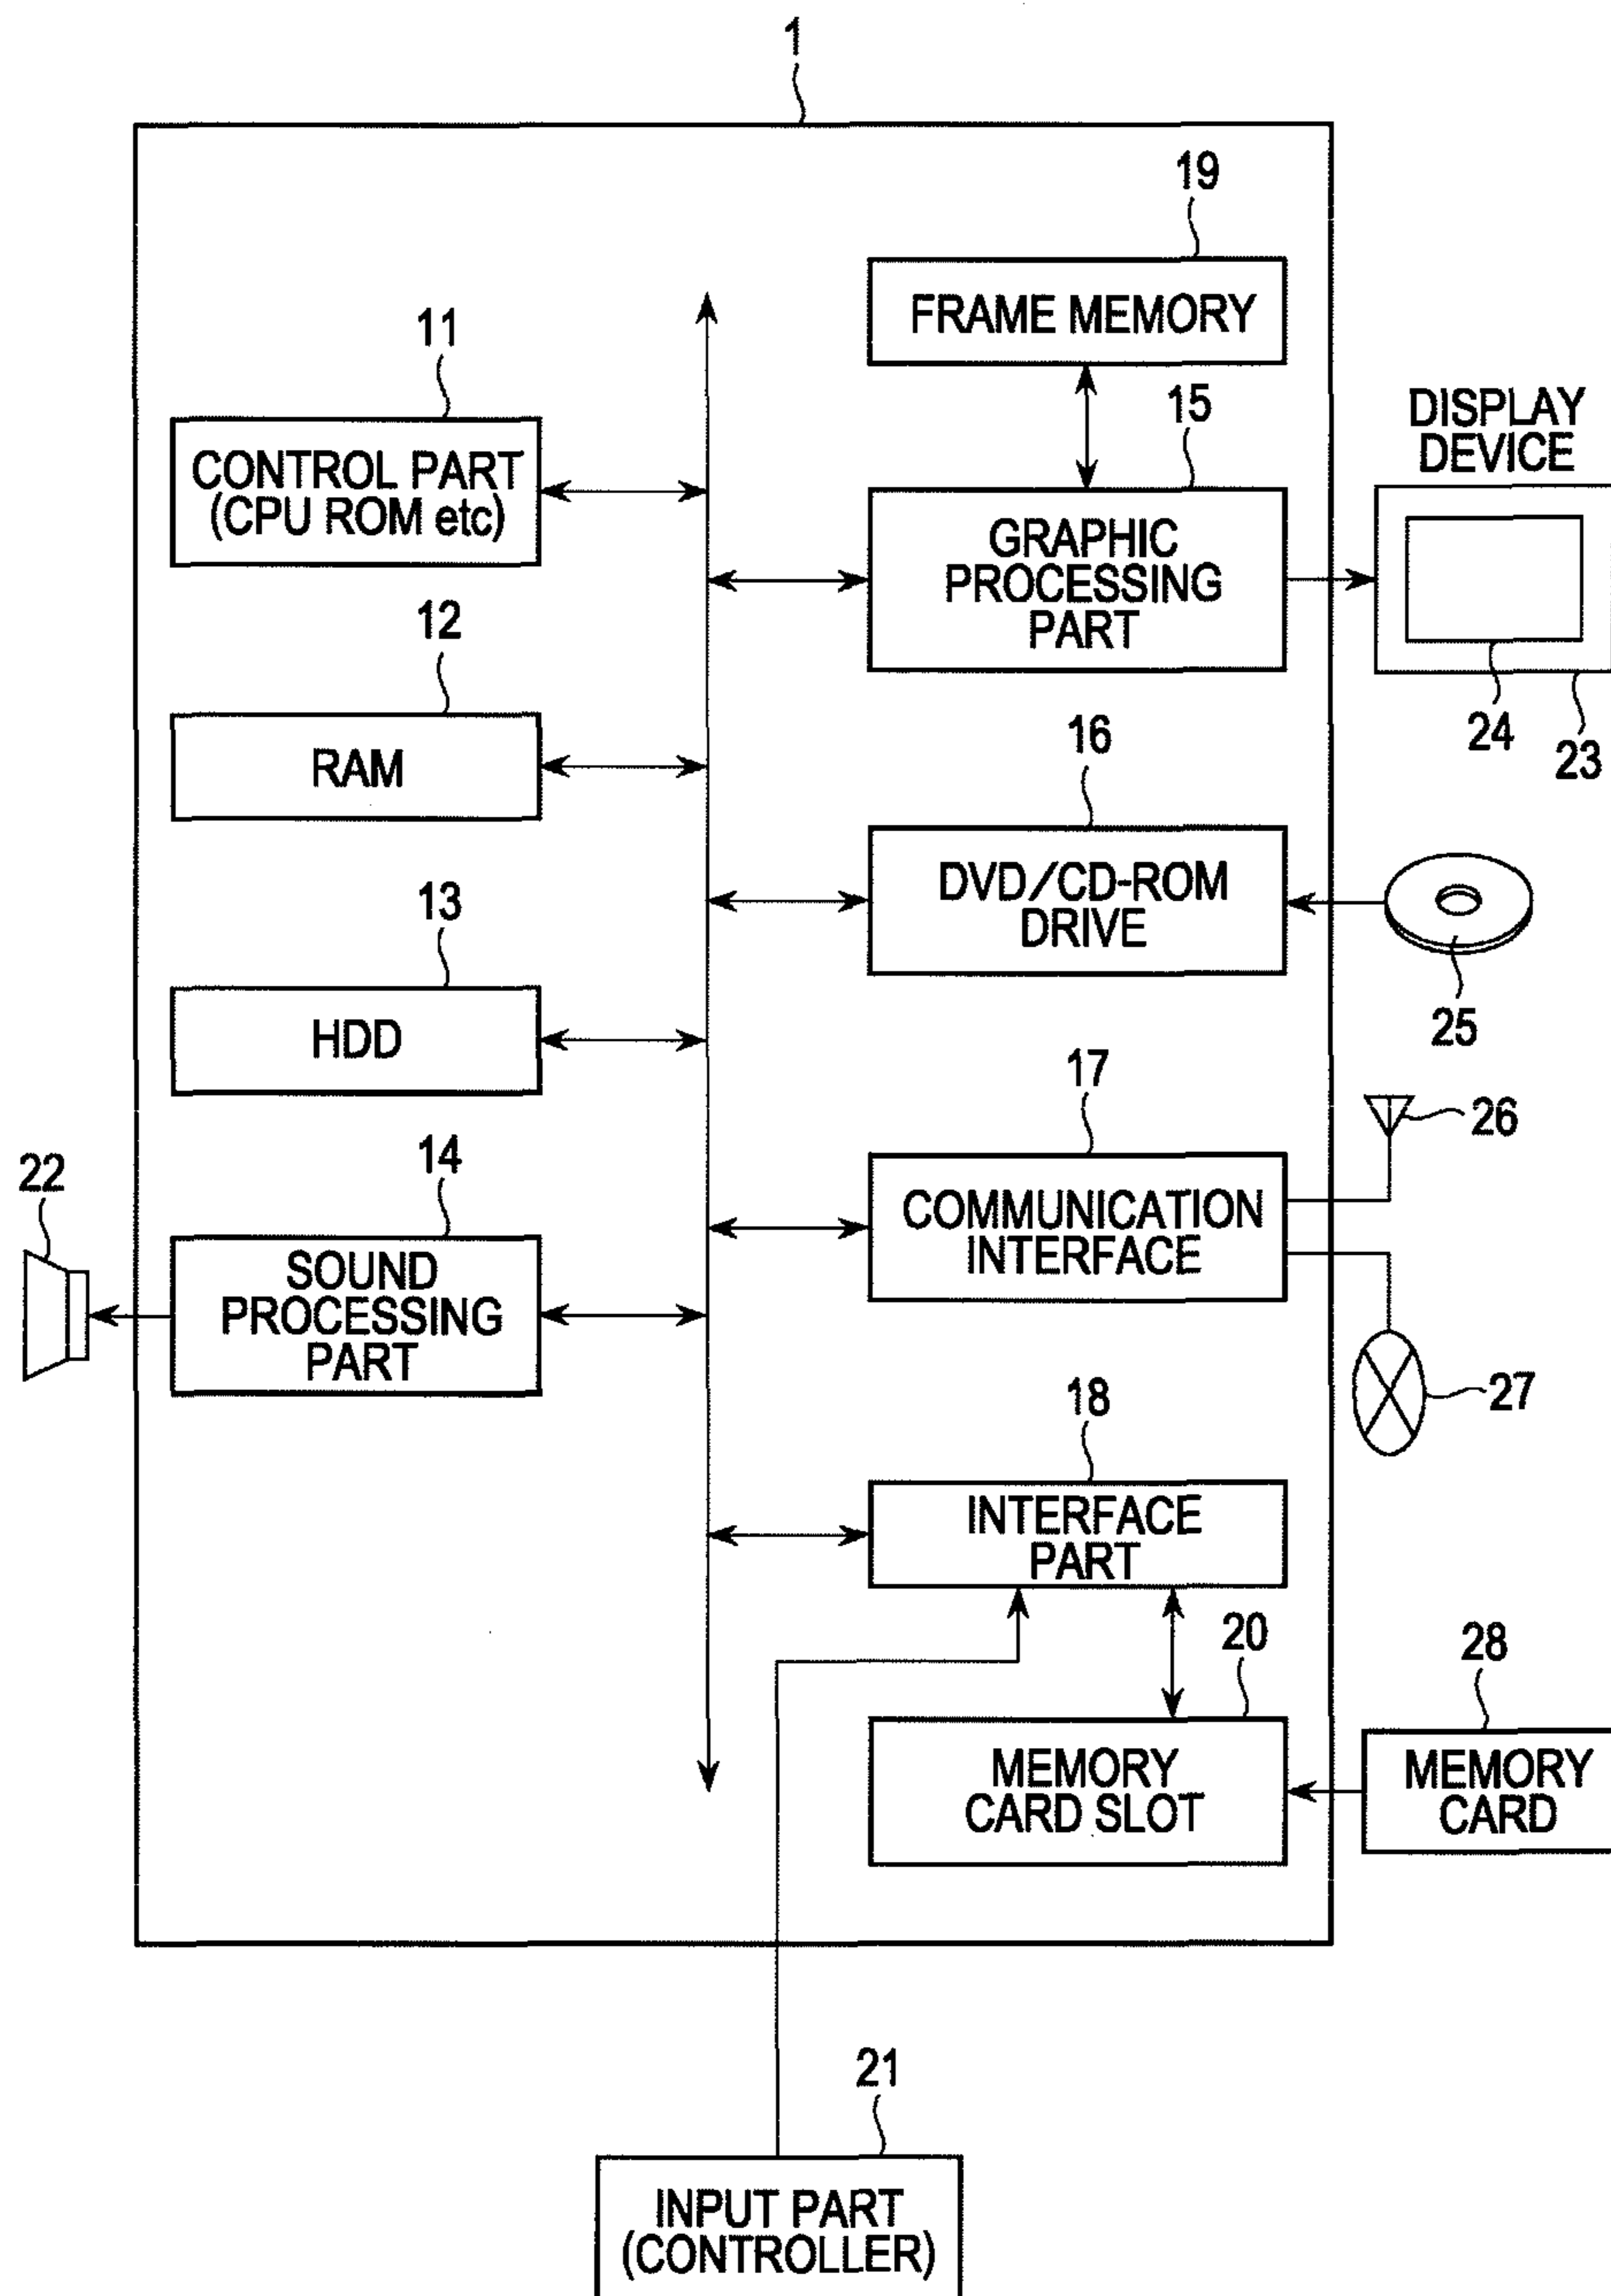 1
19
FRAME MEMORY
11
CONTROL PART
(CPU ROM etc)
15
GRAPHIC
PROCESSING
PART
DISPLAY
DEVICE
24
23
12
RAM
16
DVD/CD-ROM
DRIVE
25
13
HDD
17
COMMUNICATION
INTERFACE
26
27
22
14
SOUND
PROCESSING
PART
18
INTERFACE
PART
20
MEMORY
CARD SLOT
28
MEMORY
CARD
21
INPUT PART
(CONTROLLER)